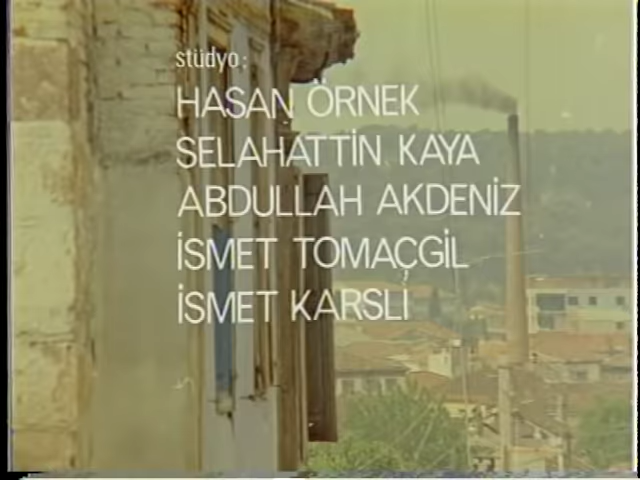 stüdyo:
HASAN ÖRNEK
SELAHATTİN KAYA
ABDULLAH AKDENİZ
İSMET TOMAÇGİL
İSMET KARSLI